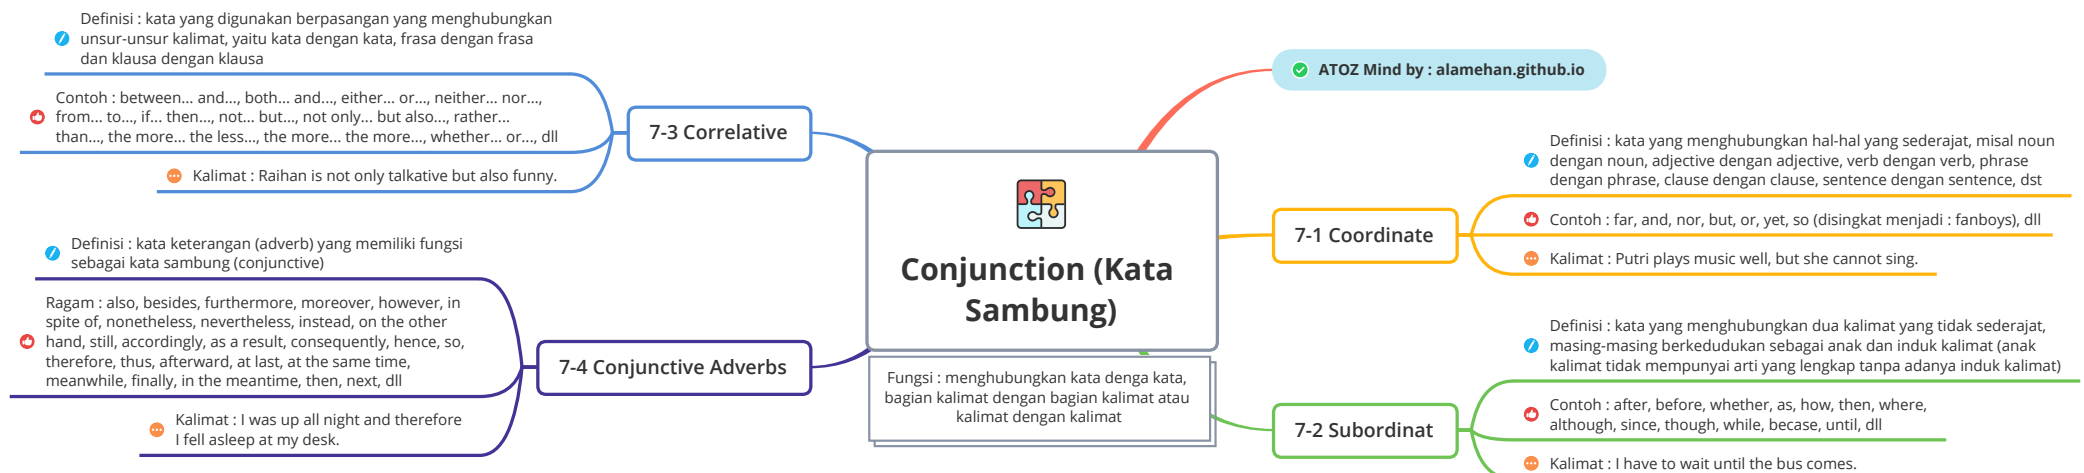 Definisi : kata yang digunakan berpasangan yang menghubungkan
unsur-unsur kalimat, yaitu kata dengan kata, frasa dengan frasa
dan klausa dengan klausa
Contoh : between... and..., both... and..., either... or..., neither... nor...,
from... to..., if... then..., not... but..., not only... but also..., rather...
than..., the more... the less..., the more... the more..., whether... or..., dll
Kalimat : Raihan is not only talkative but also funny.
7-3 Correlative
Definisi : kata keterangan (adverb) yang memiliki fungsi
sebagai kata sambung (conjunctive)
Ragam : also, besides, furthermore, moreover, however, in
spite of, nonetheless, nevertheless, instead, on the other
hand, still, accordingly, as a result, consequently, hence, so,
therefore, thus, afterward, at last, at the same time,
meanwhile, finally, in the meantime, then, next, dll
Kalimat : I was up all night and therefore
I fell asleep at my desk.
7-4 Conjunctive Adverbs
Conjunction (Kata
Sambung)
Fungsi : menghubungkan kata denga kata,
bagian kalimat dengan bagian kalimat atau
kalimat dengan kalimat
ATOZ Mind by : alamehan.github.io
7-1 Coordinate
Definisi : kata yang menghubungkan hal-hal yang sederajat, misal noun
dengan noun, adjective dengan adjective, verb dengan verb, phrase
dengan phrase, clause dengan clause, sentence dengan sentence, dst
Contoh : far, and, nor, but, or, yet, so (disingkat menjadi : fanboys), dll
Kalimat : Putri plays music well, but she cannot sing.
7-2 Subordinat
Definisi : kata yang menghubungkan dua kalimat yang tidak sederajat,
masing-masing berkedudukan sebagai anak dan induk kalimat (anak
kalimat tidak mempunyai arti yang lengkap tanpa adanya induk kalimat)
Contoh : after, before, whether, as, how, then, where,
although, since, though, while, becase, until, dll
Kalimat : I have to wait until the bus comes.